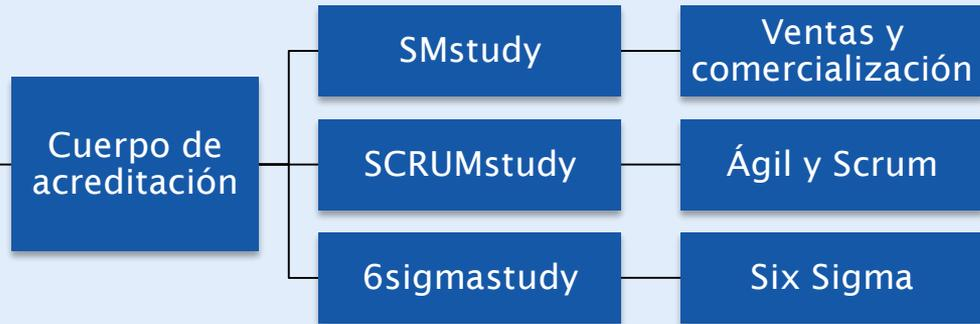 Cuerpo de
acreditación
SMstudy
Ventas y
comercialización
SCRUMstudy
Ágil y Scrum
6sigmastudy
Six Sigma